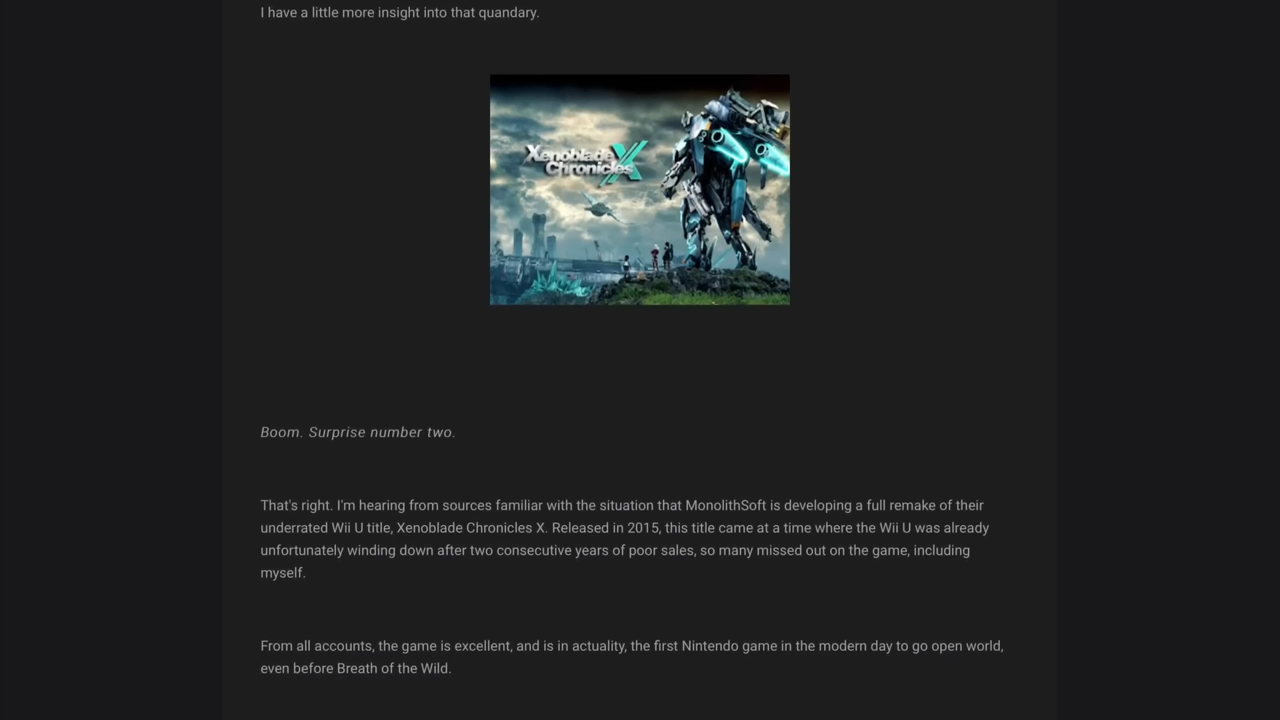 I have a little more insight into that quandary.
Xenoblade
Chronicles X
Boom. Surprise number two.
That's right. I'm hearing from sources familiar with the situation that MonolithSoft is developing a full remake of their
underrated Wii U title, Xenoblade Chronicles X. Released in 2015, this title came at a time where the Wii U was already
unfortunately winding down after two consecutive years of poor sales, so many missed out on the game, including
myself.
From all accounts, the game is excellent, and is in actuality, the first Nintendo game in the modern day to go open world,
even before Breath of the Wild.